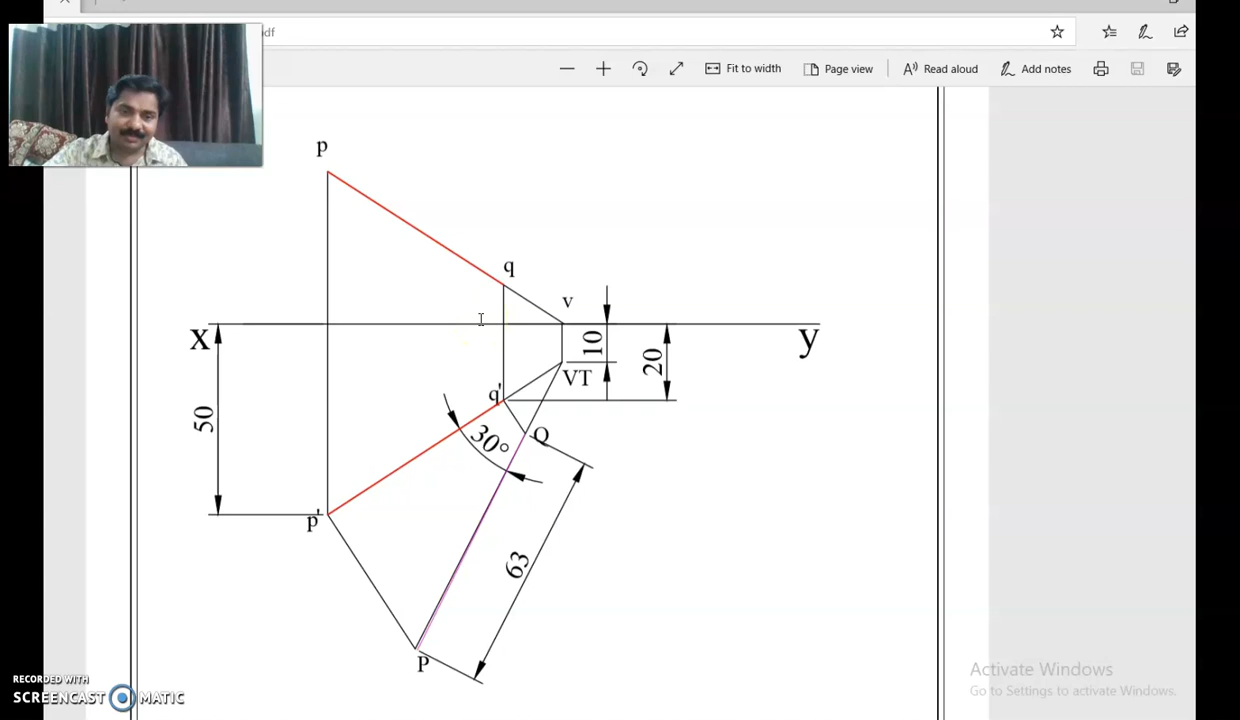 df
Fit to width
Page view
Read aloud
Add notes
p
q
v
x
y
10
20
VT
50
q'
30°
Q
p'
63
P
Activate Windows
Go to Settings to activate Windows.
RECORDED WITH
SCREENCAST MATIC